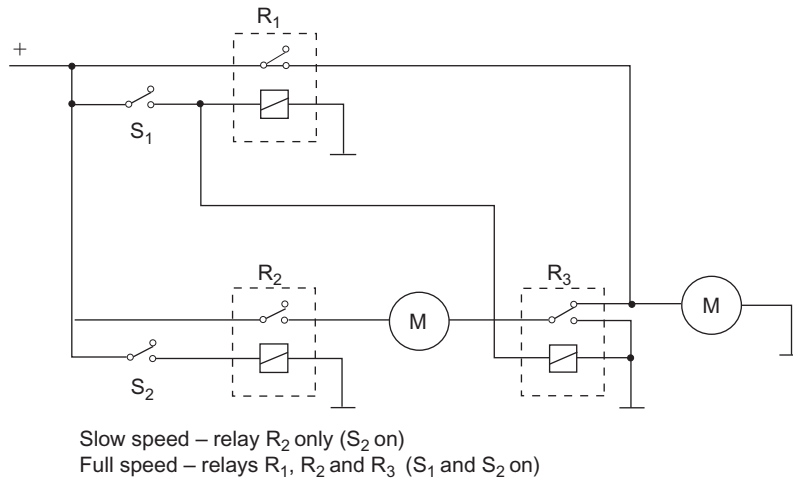 R₁
+
S₁
R₂
R₃
M
M
S₂
Slow speed – relay R₂ only (S₂ on)
Full speed – relays R₁, R₂ and R₃ (S₁ and S₂ on)